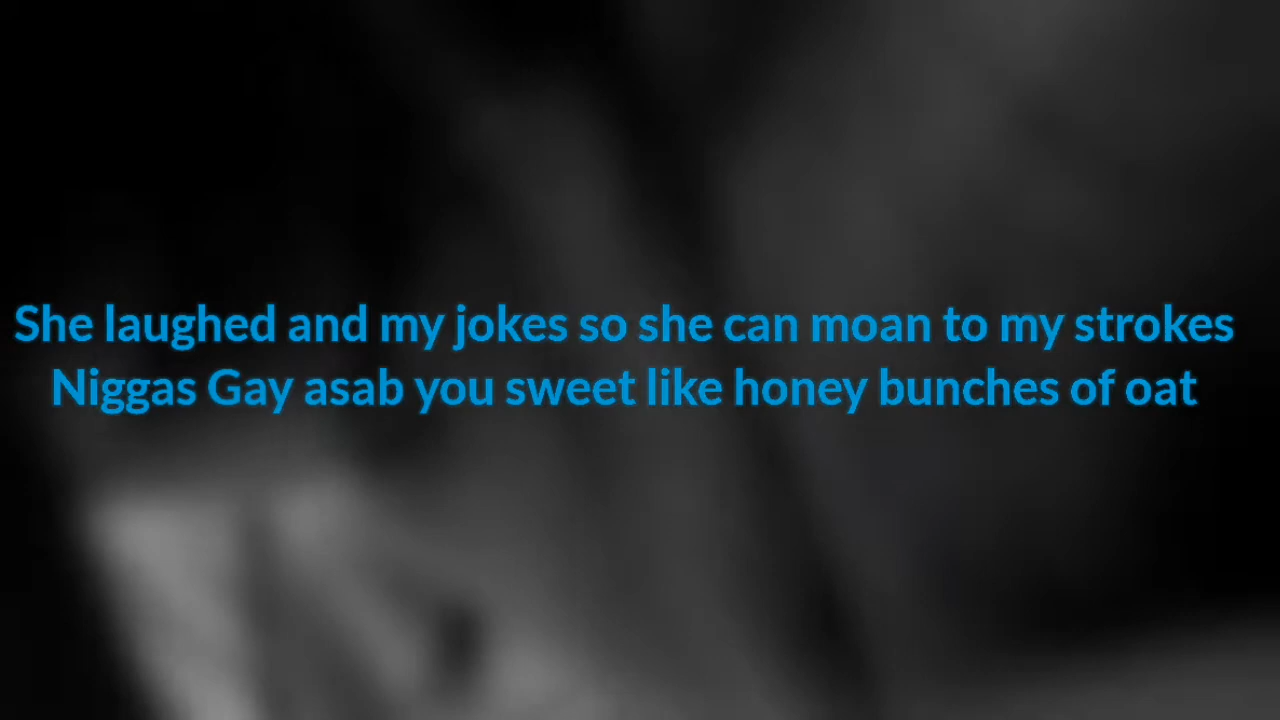 She laughed and my jokes so she can moan to my strokes
Niggas Gay asab you sweet like honey bunches of oat